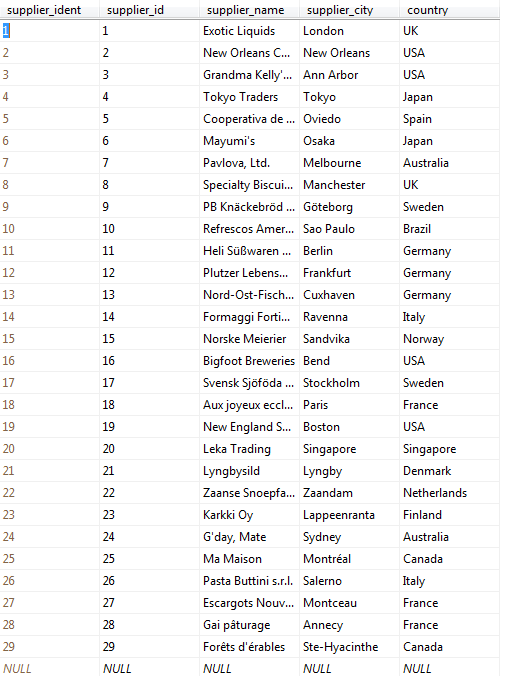 supplier_ident supplier_id supplier_name supplier_city country
1 1 Exotic Liquids London UK
2 2 New Orleans C... New Orleans USA
3 3 Grandma Kelly'... Ann Arbor USA
4 4 Tokyo Traders Tokyo Japan
5 5 Cooperativa de ... Oviedo Spain
6 6 Mayumi's Osaka Japan
7 7 Pavlova, Ltd. Melbourne Australia
8 8 Specialty Biscui... Manchester UK
9 9 PB Knäckebröd ... Göteborg Sweden
10 10 Refrescos Amer... Sao Paulo Brazil
11 11 Heli Süßwaren ... Berlin Germany
12 12 Plutzer Lebens... Frankfurt Germany
13 13 Nord-Ost-Fisch... Cuxhaven Germany
14 14 Formaggi Forti... Ravenna Italy
15 15 Norske Meierier Sandvika Norway
16 16 Bigfoot Breweries Bend USA
17 17 Svensk Sjöföda ... Stockholm Sweden
18 18 Aux joyeux eccl... Paris France
19 19 New England S... Boston USA
20 20 Leka Trading Singapore Singapore
21 21 Lyngbysild Lyngby Denmark
22 22 Zaanse Snoepfa... Zaandam Netherlands
23 23 Karkki Oy Lappeenranta Finland
24 24 G'day, Mate Sydney Australia
25 25 Ma Maison Montréal Canada
26 26 Pasta Buttini s.r.l. Salerno Italy
27 27 Escargots Nouv... Montceau France
28 28 Gai pâturage Annecy France
29 29 Forêts d'érables Ste-Hyacinthe Canada
NULL NULL NULL NULL NULL